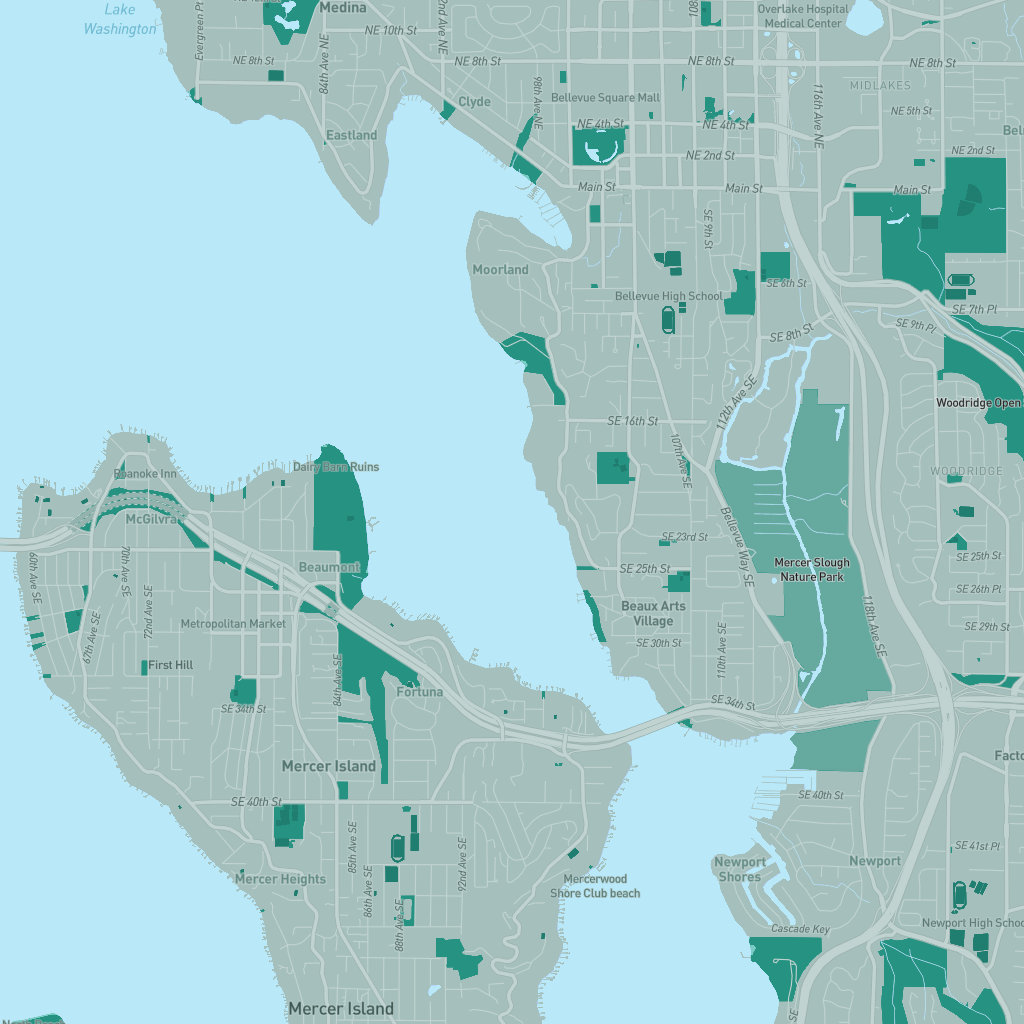 Lake
Washington
Evergreen Pt
Medina
NE 10th St
84th Ave NE
NE 8th St
NE 8th St
NE 8th St
NE 8th St
Overlake Hospital
Medical Center
116th Ave NE
MIDLAKES
98th Ave NE
Clyde
Bellevue Square Mall
NE 5th St
Eastland
NE 4th St
NE 4th St
NE 2nd St
NE 2nd St
Main St
Main St
Main St
SE 9th St
Moorland
SE 6th St
Bellevue High School
SE 7th Pl
SE 9th Pl
SE 8th St
112th Ave SE
Woodridge Open
SE 16th St
107th Ave SE
WOODRIDGE
Dairy Barn Ruins
Roanoke Inn
McGilvra
Bellevue Way SE
SE 23rd St
SE 25th St
SE 25th St
Mercer Slough
Nature Park
60th Ave SE
70th Ave SE
72nd Ave SE
Beaumont
SE 26th Pl
67th Ave SE
Metropolitan Market
Beaux Arts
Village
118th Ave SE
SE 29th St
SE 30th St
110th Ave SE
First Hill
84th Ave SE
Fortuna
SE 34th St
SE 34th St
Mercer Island
SE 40th St
SE 40th St
85th Ave SE
92nd Ave SE
SE 41st Pl
Newport
Shores
Newport
Mercer Heights
86th Ave SE
88th Ave SE
Mercerwood
Shore Club beach
Cascade Key
Newport High
Mercer Island
SE